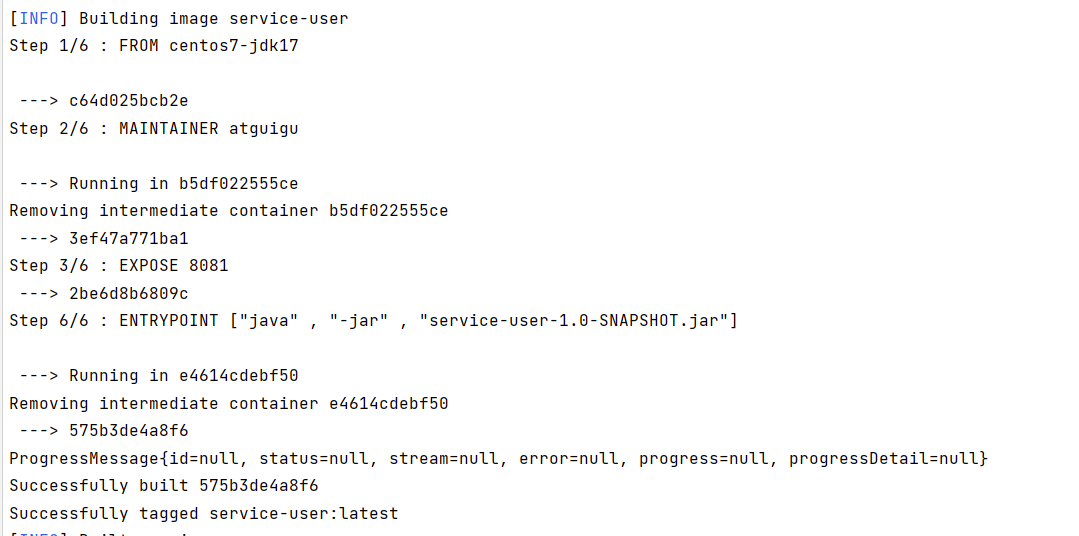 [INFO] Building image service-user
Step 1/6 : FROM centos7-jdk17
---> c64d025bcb2e
Step 2/6 : MAINTAINER atguigu
---> Running in b5df022555ce
Removing intermediate container b5df022555ce
---> 3ef47a771ba1
Step 3/6 : EXPOSE 8081
---> 2be6d8b6809c
Step 6/6 : ENTRYPOINT ["java" , "-jar" , "service-user-1.0-SNAPSHOT.jar"]
---> Running in e4614cdebf50
Removing intermediate container e4614cdebf50
---> 575b3de4a8f6
ProgressMessage{id=null, status=null, stream=null, error=null, progress=null, progressDetail=null}
Successfully built 575b3de4a8f6
Successfully tagged service-user:latest
[INFO]